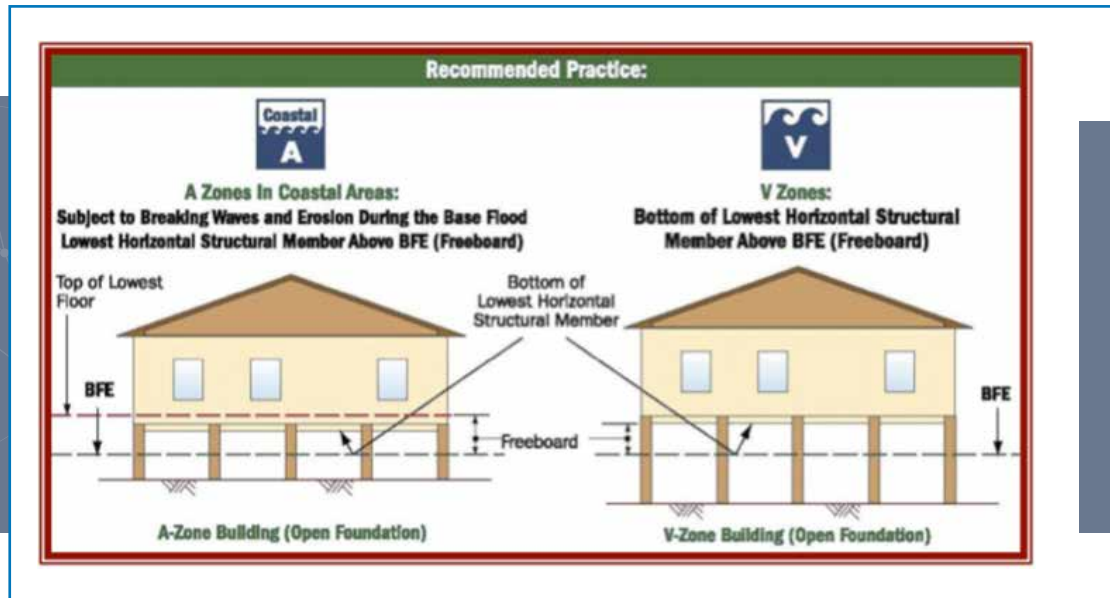 Recommended Practice:
Coastal
A
A Zones In Coastal Areas:
Subject to Breaking Waves and Erosion During the Base Flood
Lowest Horizontal Structural Member Above BFE (Freeboard)
V
V Zones:
Bottom of Lowest Horizontal Structural
Member Above BFE (Freeboard)
Top of Lowest
Floor
BFE
Bottom of
Lowest Horizontal
Structural Member
Freeboard
BFE
A-Zone Building (Open Foundation)
V-Zone Building (Open Foundation)